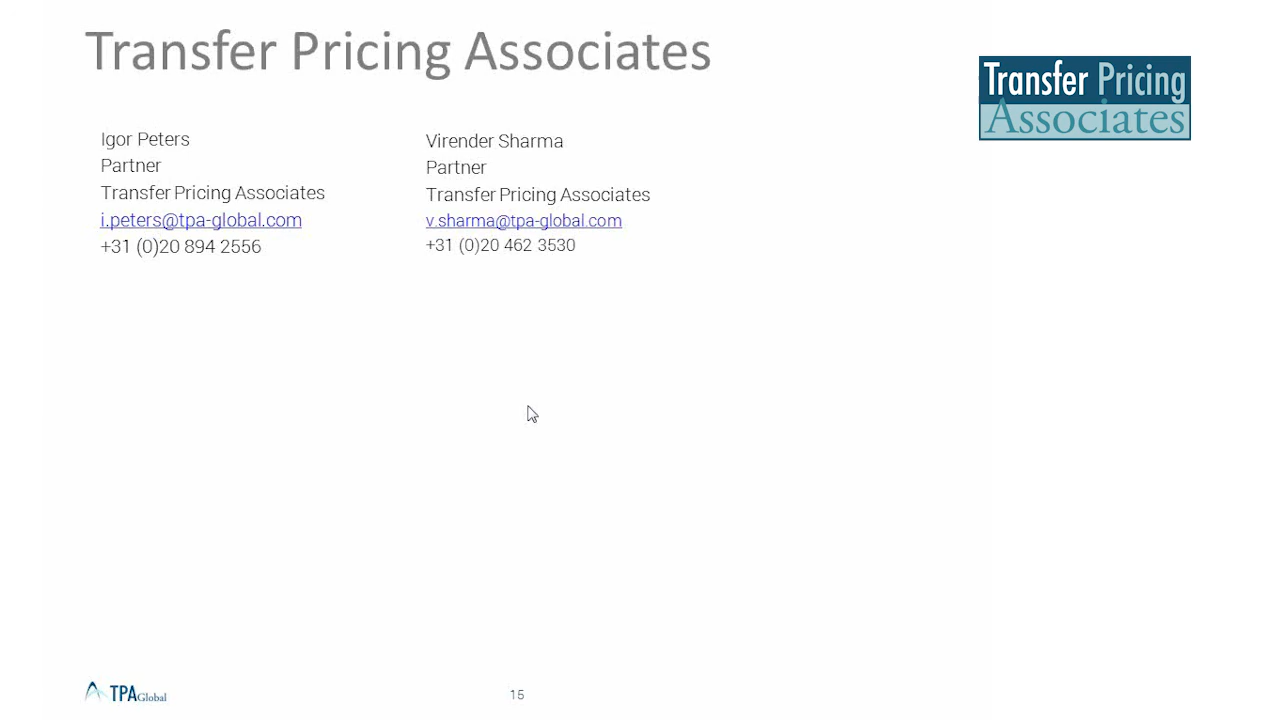 Transfer Pricing Associates
Transfer Pricing
Associates
Igor Peters
Partner
Transfer Pricing Associates
i.peters@tpa-global.com
+31 (0)20 894 2556
Virender Sharma
Partner
Transfer Pricing Associates
v.sharma@tpa-global.com
+31 (0)20 462 3530
TPA Global
15